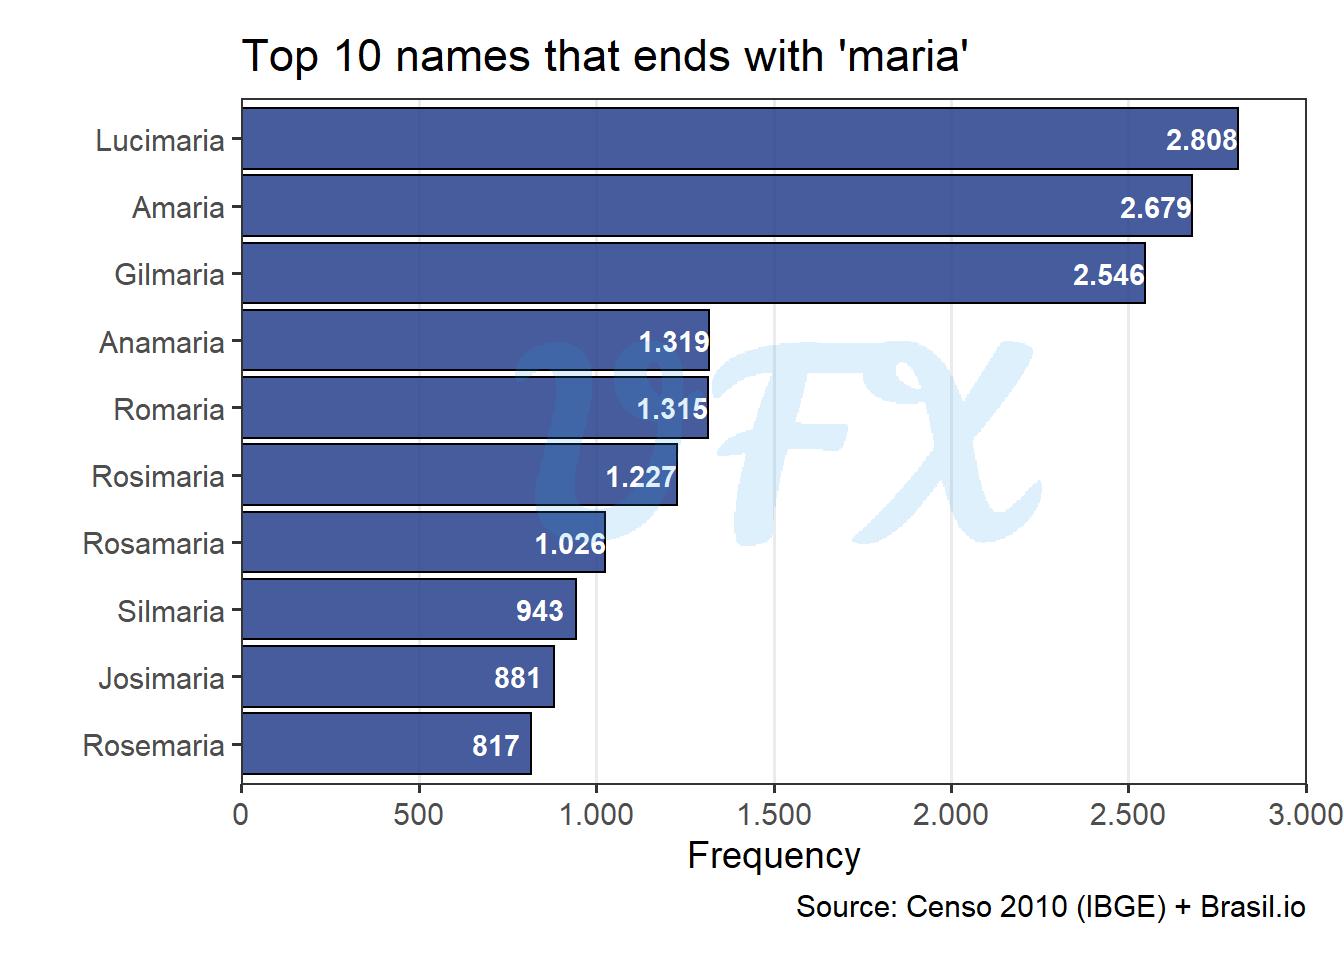 Top 10 names that ends with 'maria'
Lucimaria 2.808
Amaria 2.679
Gilmaria 2.546
Anamaria 1.319
Romaria 1.315
Rosimaria 1.227
Rosamaria 1.026
Silmaria 943
Josimaria 881
Rosemaria 817
VFX
0 500 1.000 1.500 2.000 2.500 3.000
Frequency
Source: Censo 2010 (IBGE) + Brasil.io